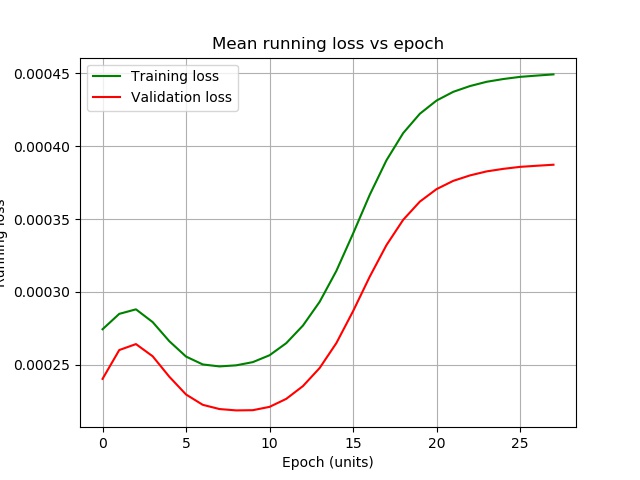 Mean running loss vs epoch
Training loss
Validation loss
0.00045
0.00040
0.00035
0.00030
0.00025
Running loss
0
5
10
15
20
25
Epoch (units)